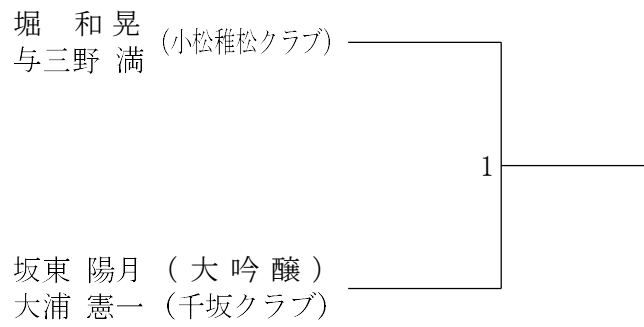 堀 和晃
与三野 満 (小松稚松クラブ)
1
坂東 陽月 (大吟醸)
大浦 憲一 (千坂クラブ)